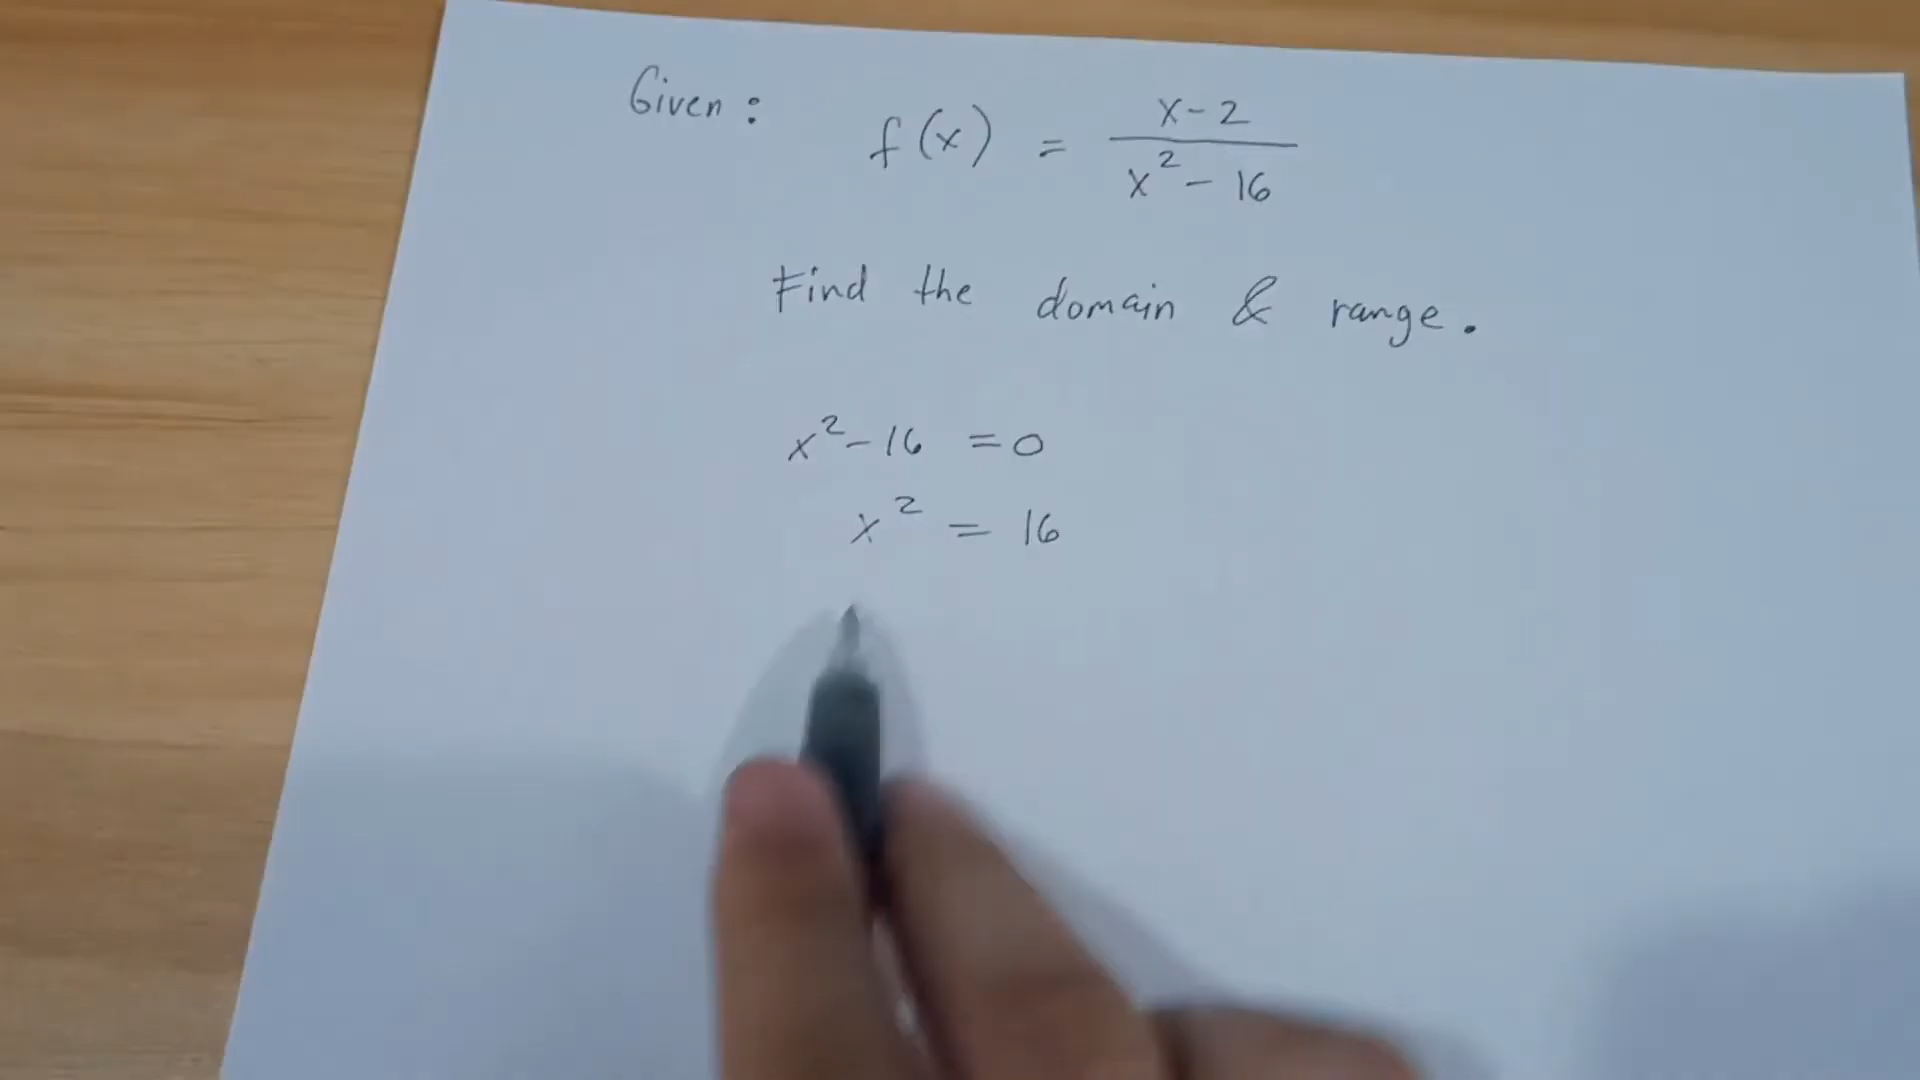 Given : f(x) = x-2 / x² - 16
Find the domain & range.
x² - 16 = 0
x² = 16